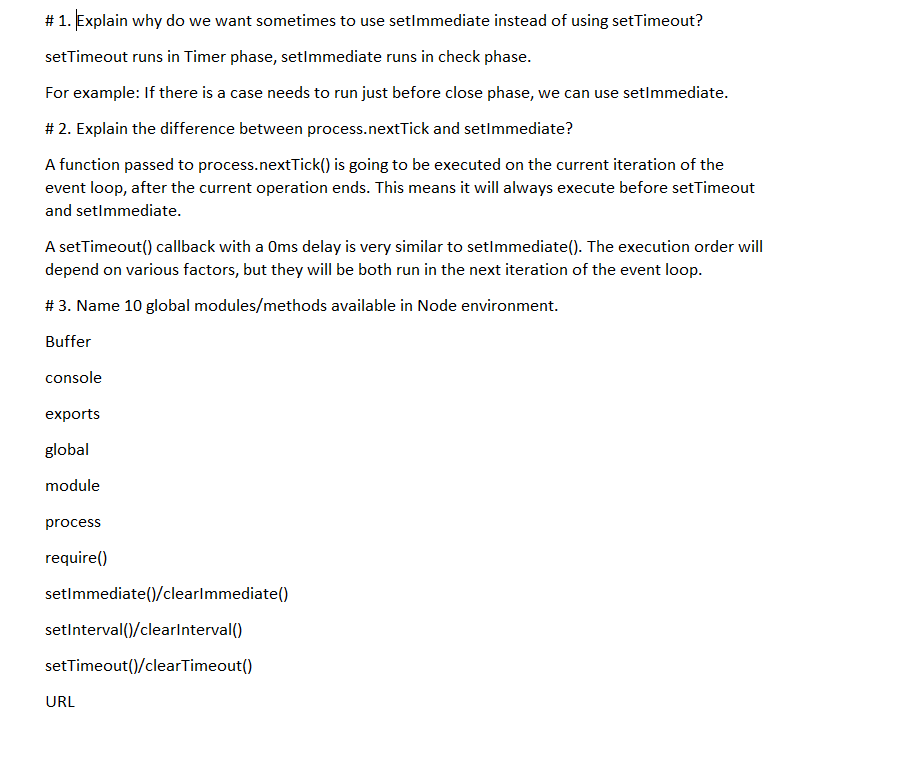 # 1. Explain why do we want sometimes to use setImmediate instead of using setTimeout?
setTimeout runs in Timer phase, setImmediate runs in check phase.
For example: If there is a case needs to run just before close phase, we can use setImmediate.
# 2. Explain the difference between process.nextTick and setImmediate?
A function passed to process.nextTick() is going to be executed on the current iteration of the
event loop, after the current operation ends. This means it will always execute before setTimeout
and setImmediate.
A setTimeout() callback with a 0ms delay is very similar to setImmediate(). The execution order will
depend on various factors, but they will be both run in the next iteration of the event loop.
# 3. Name 10 global modules/methods available in Node environment.
Buffer
console
exports
global
module
process
require()
setImmediate()/clearImmediate()
setInterval()/clearInterval()
setTimeout()/clearTimeout()
URL